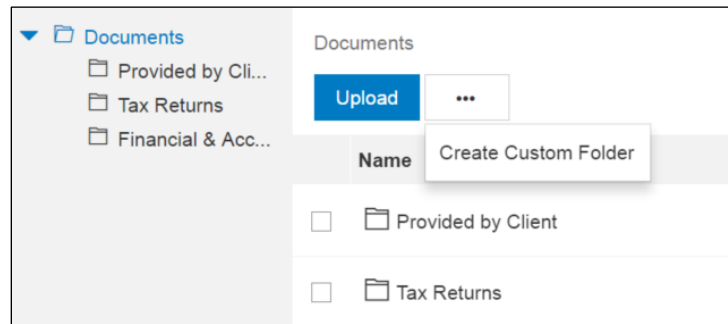 Documents
Provided by Cli...
Tax Returns
Financial & Acc...
Documents
Upload
•••
Create Custom Folder
Name
Provided by Client
Tax Returns